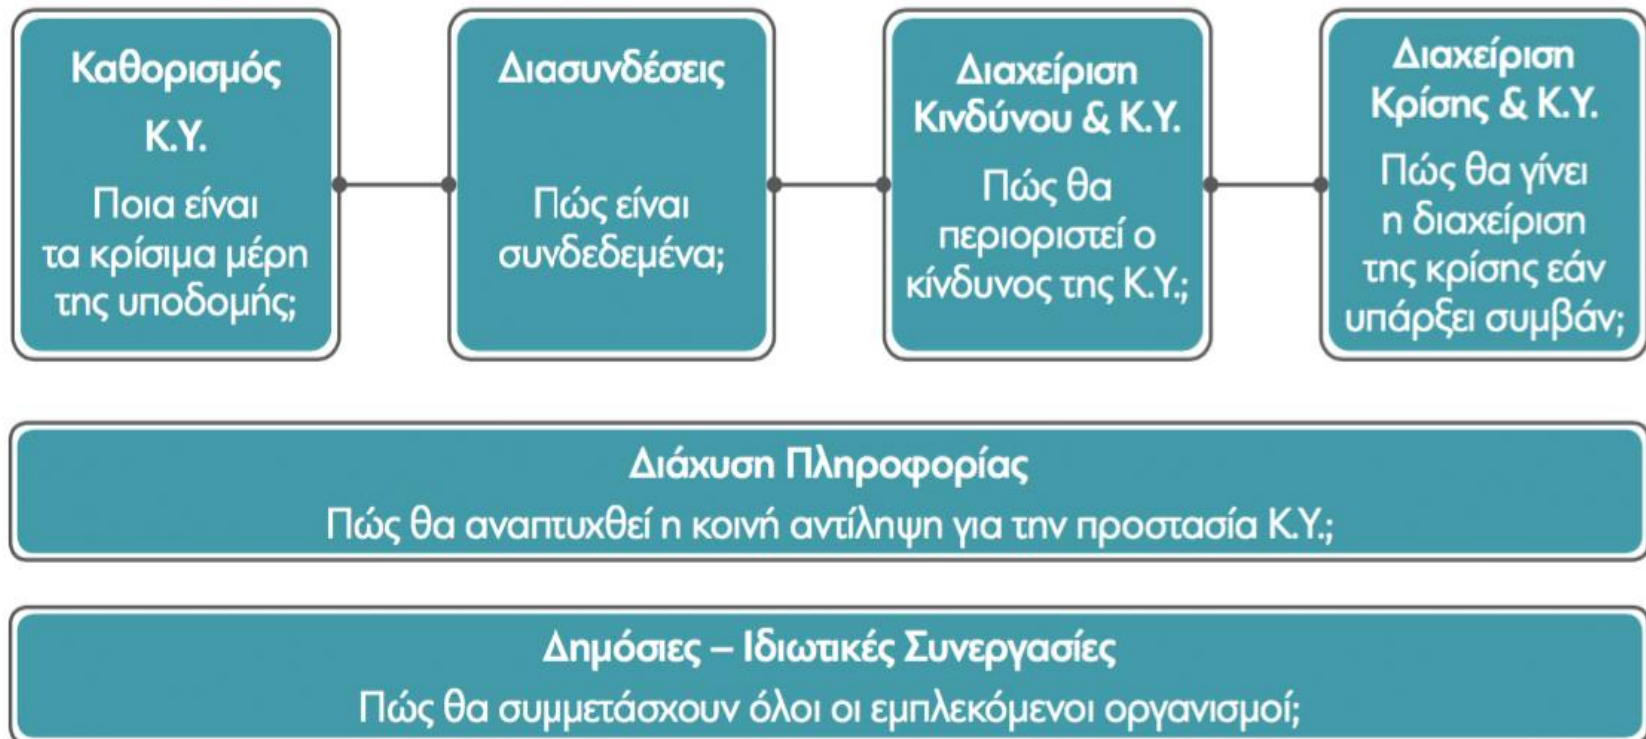 Καθορισμός
Κ.Υ.
Ποια είναι
τα κρίσιμα μέρη
της υποδομής;
Διασυνδέσεις
Πώς είναι
συνδεδεμένα;
Διαχείριση
Κινδύνου & Κ.Υ.
Πώς θα
περιοριστεί ο
κίνδυνος της Κ.Υ.;
Διαχείριση
Κρίσης & Κ.Υ.
Πώς θα γίνει
η διαχείριση
της κρίσης εάν
υπάρξει συμβάν;
Διάχυση Πληροφορίας
Πώς θα αναπτυχθεί η κοινή αντίληψη για την προστασία Κ.Υ.;
Δημόσιες – Ιδιωτικές Συνεργασίες
Πώς θα συμμετάσχουν όλοι οι εμπλεκόμενοι οργανισμοί;